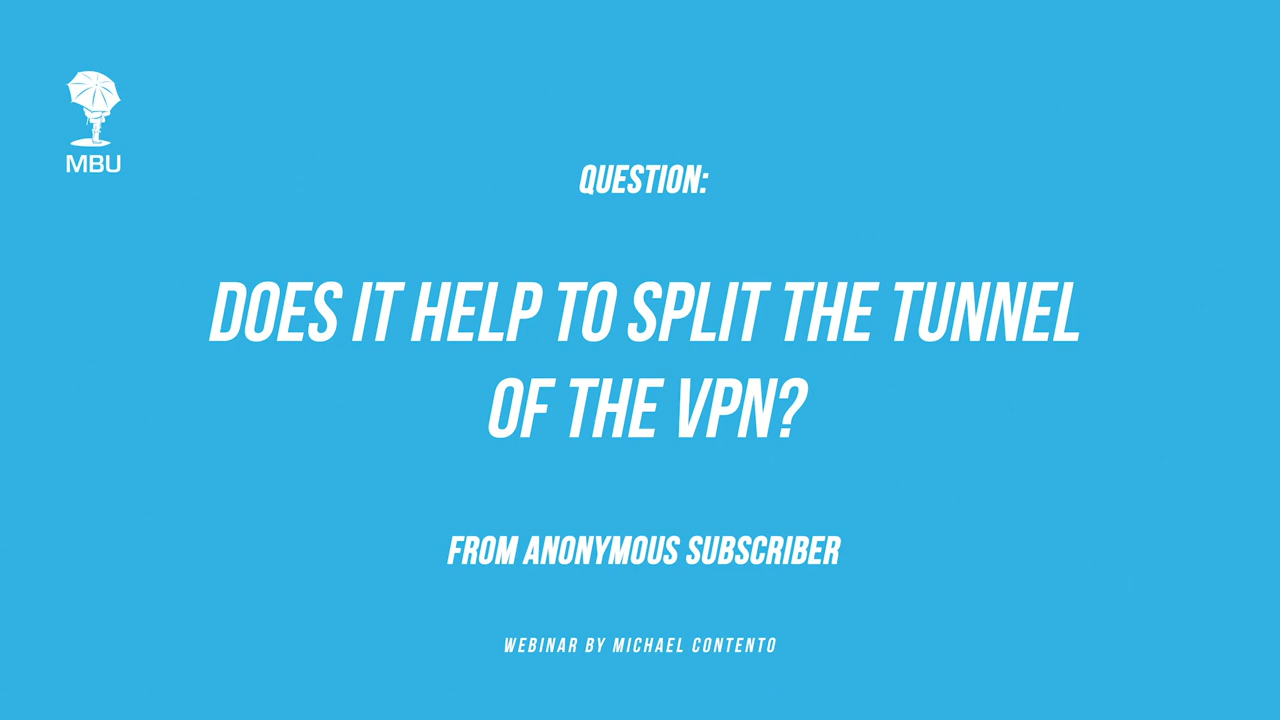 MBU
QUESTION:
DOES IT HELP TO SPLIT THE TUNNEL
OF THE VPN?
FROM ANONYMOUS SUBSCRIBER
WEBINAR BY MICHAEL CONTENTO